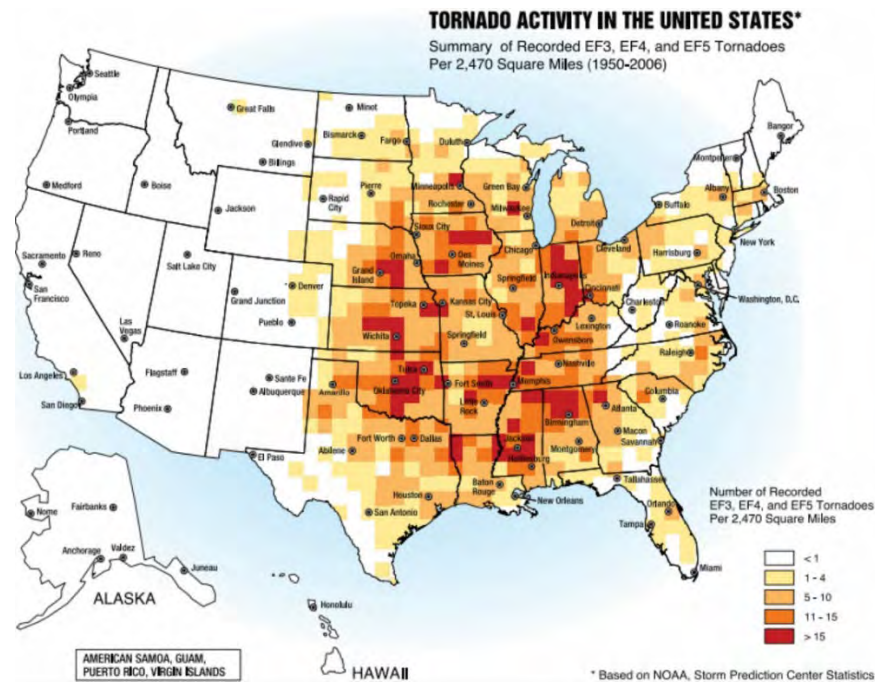 TORNADO ACTIVITY IN THE UNITED STATES*
Summary of Recorded EF3, EF4, and EF5 Tornadoes
Per 2,470 Square Miles (1950-2006)
Seattle
Olympia
Portland
Medford
Boise
Great Falls
Glendive
Billings
Jackson
Minot
Bismarck
Fargo
Duluth
Pierre
Rapid
City
Minneapolis
Rochester
Green Bay
Milwaukee
Sioux City
Bangor
Montpelier
Albany
Boston
Buffalo
Detroit
Cleveland
Chicago
New York
Harrisburg
Sacramento
Reno
San
Francisco
Salt Lake City
Grand Junction
Denver
Pueblo
Omaha
Grand
Island
Des
Moines
Springfield
Indianapolis
Cincinnati
Charleston
Washington, D.C.
Las
Vegas
Topeka
Kansas City
St. Louis
Wichita
Springfield
Lexington
Owensboro
Roanoke
Raleigh
Los Angeles
San Diego
Flagstaff
Phoenix
Santa Fe
Albuquerque
Amarillo
Tulsa
Oklahoma City
Fort Smith
Little
Rock
Memphis
Nashville
Columbia
Atlanta
Birmingham
Macon
Savannah
El Paso
Abilene
Fort Worth
Dallas
Jackson
Hattiesburg
Montgomery
Tallahassee
Houston
San Antonio
Baton
Rouge
New Orleans
Orlando
Tampa
Miami
Number of Recorded
EF3, EF4, and EF5 Tornadoes
Per 2,470 Square Miles
< 1
1 - 4
5 - 10
11 - 15
> 15
Nome
Fairbanks
Anchorage
Valdez
Juneau
ALASKA
Honolulu
HAWAII
AMERICAN SAMOA, GUAM,
PUERTO RICO, VIRGIN ISLANDS
* Based on NOAA, Storm Prediction Center Statistics